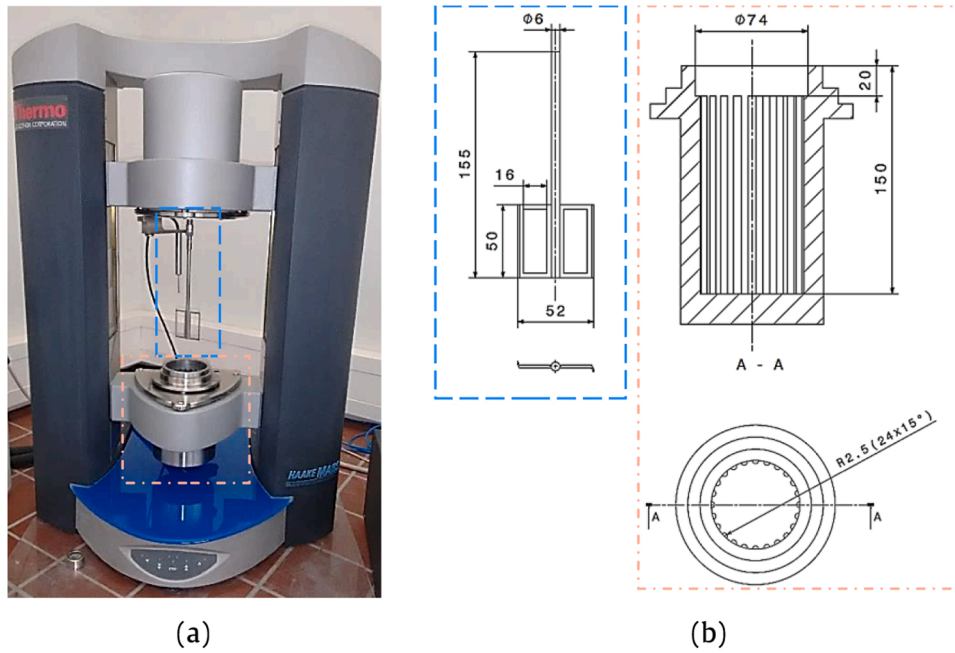 Thermo
HAAKE MARS
(a)
Φ6
155
16
50
52
Φ74
20
150
A - A
R2.5(24x15°)
A
A
(b)